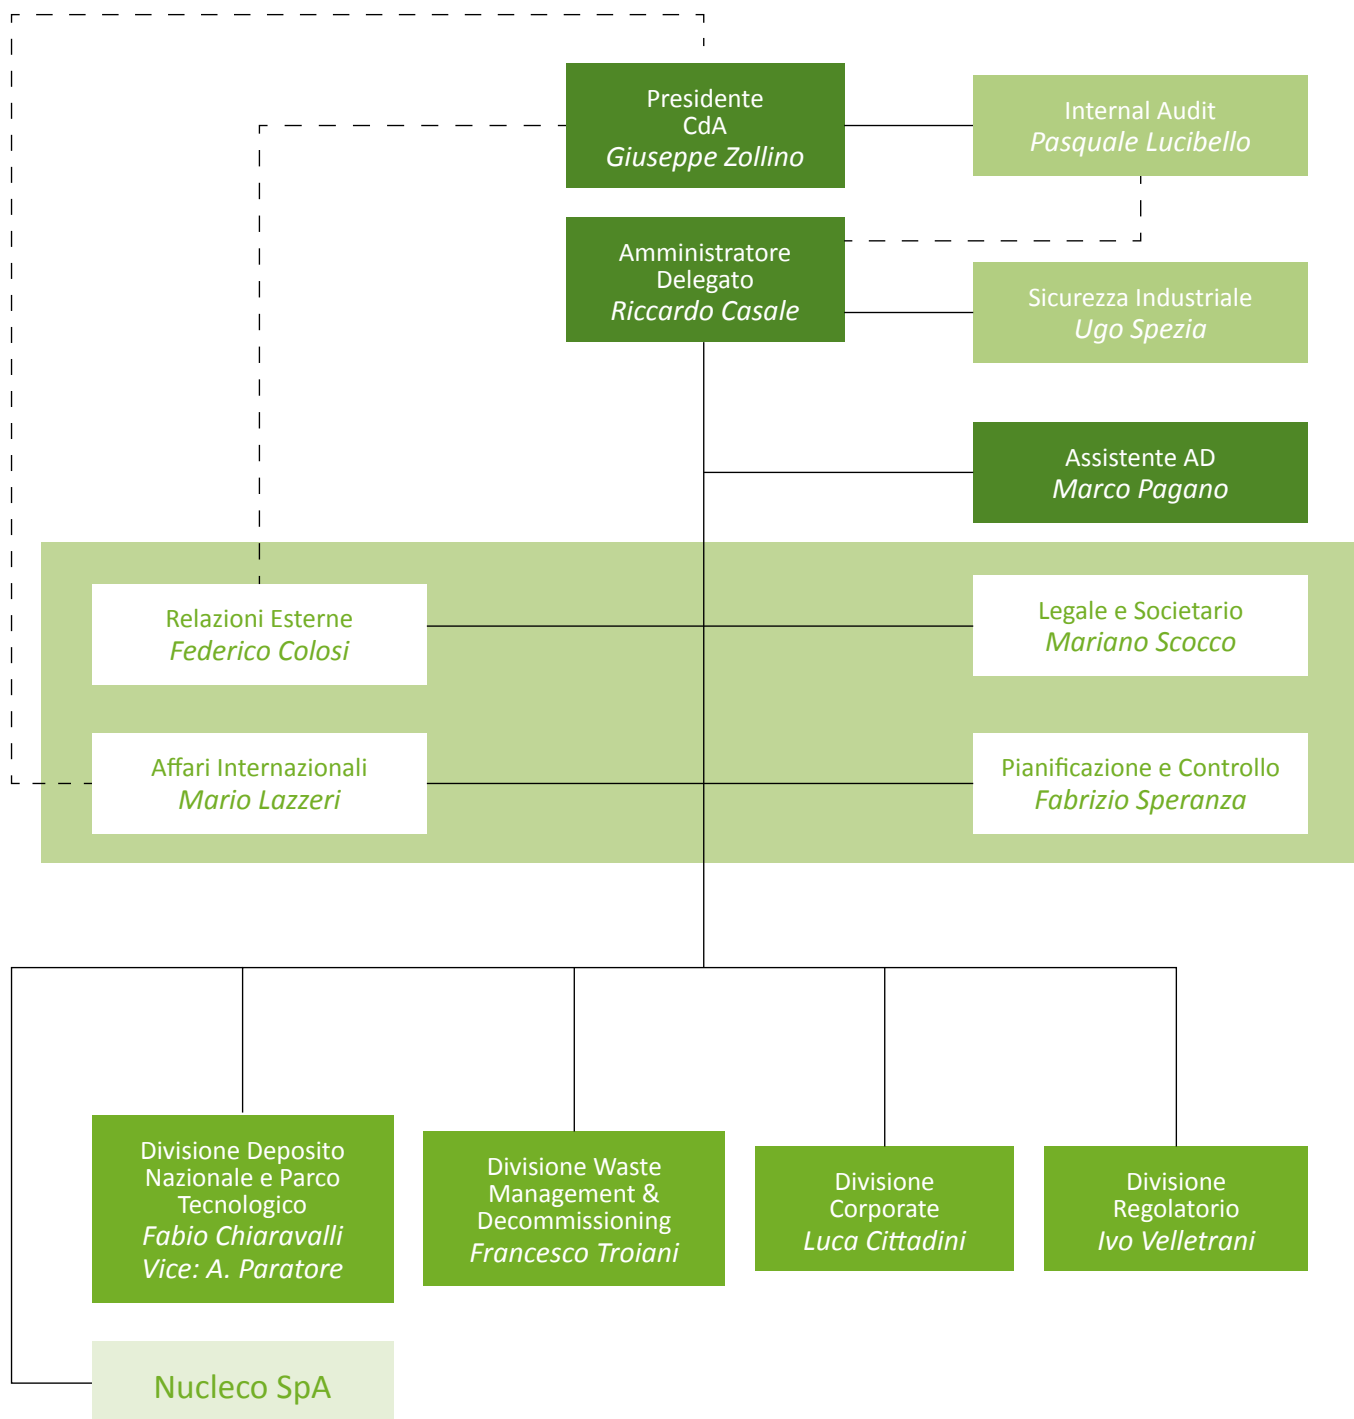 Presidente
CdA
Giuseppe Zollino
Internal Audit
Pasquale Lucibello
Amministratore
Delegato
Riccardo Casale
Sicurezza Industriale
Ugo Spezia
Assistente AD
Marco Pagano
Relazioni Esterne
Federico Colosi
Legale e Societario
Mariano Scocco
Affari Internazionali
Mario Lazzeri
Pianificazione e Controllo
Fabrizio Speranza
Divisione Deposito
Nazionale e Parco
Tecnologico
Fabio Chiaravalli
Vice: A. Paratore
Divisione Waste
Management &
Decommissioning
Francesco Troiani
Divisione
Corporate
Luca Cittadini
Divisione
Regolatorio
Ivo Velletrani
Nucleco SpA